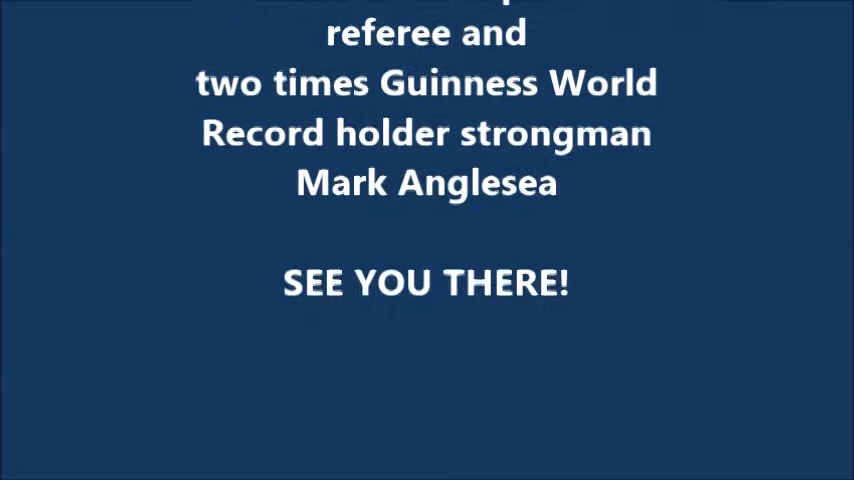 referee and
two times Guinness World
Record holder strongman
Mark Anglesea
SEE YOU THERE!